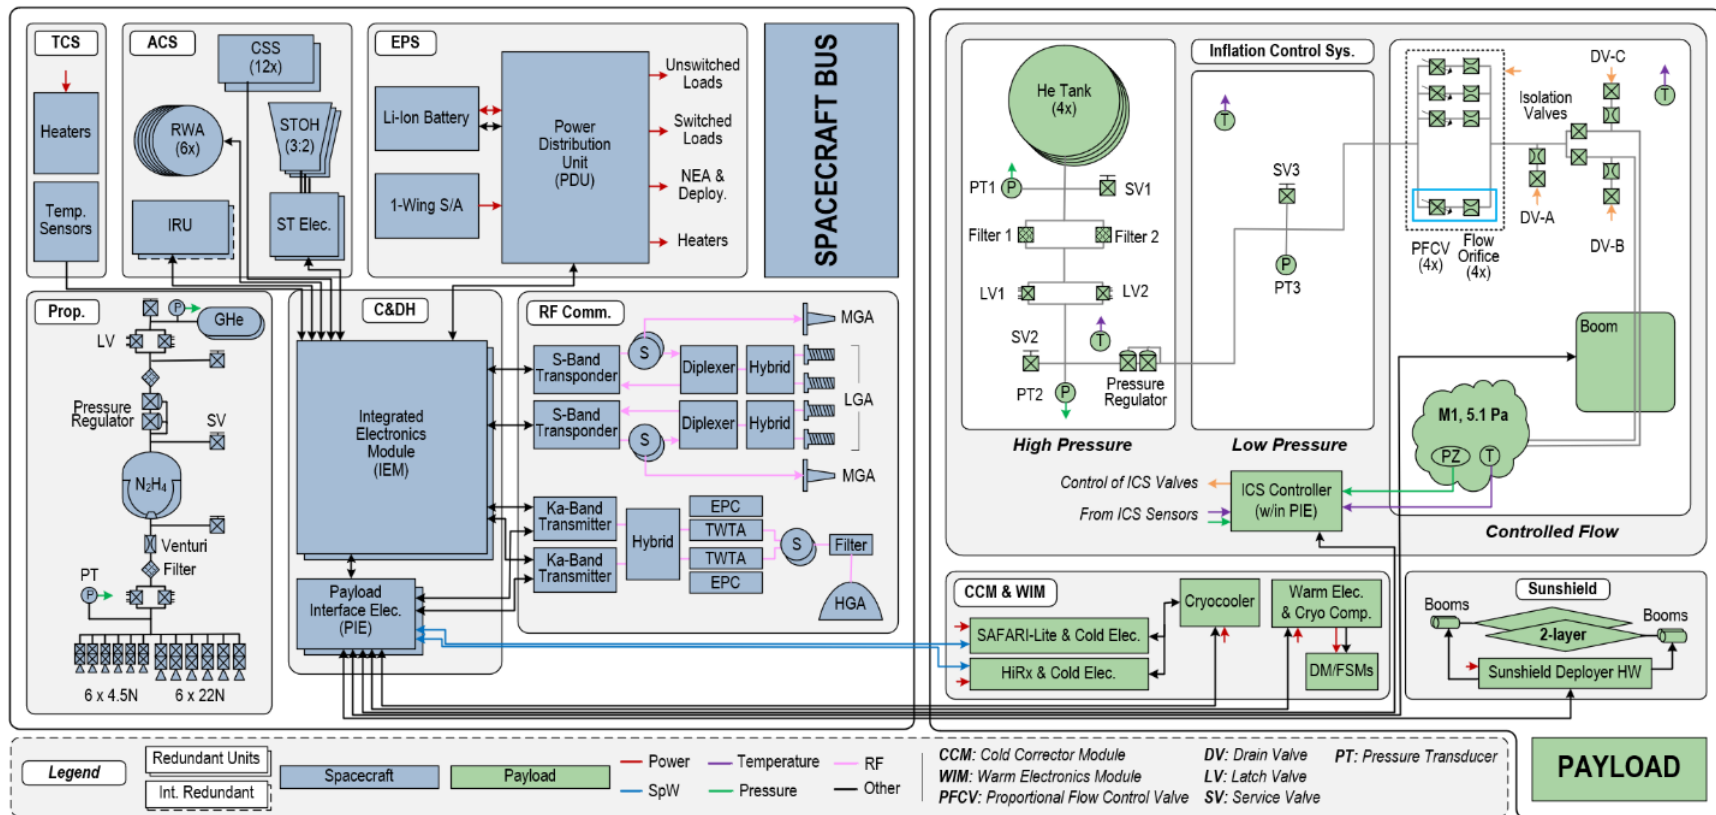 TCS
Heaters
Temp.
Sensors
ACS
CSS
(12x)
RWA
(6x)
STOH
(3:2)
IRU
ST Elec.
EPS
Li-Ion Battery
1-Wing S/A
Power
Distribution
Unit
(PDU)
Unswitched
Loads
Switched
Loads
NEA &
Deploy.
Heaters
SPACECRAFT BUS
Prop.
P
GHe
LV
Pressure
Regulator
SV
N2H4
Venturi
Filter
PT
P
6 x 4.5N
6 x 22N
C&DH
Integrated
Electronics
Module
(IEM)
Payload
Interface Elec.
(PIE)
RF Comm.
S-Band
Transponder
S
Diplexer
Hybrid
MGA
LGA
S-Band
Transponder
S
Diplexer
Hybrid
MGA
Ka-Band
Transmitter
Ka-Band
Transmitter
Hybrid
EPC
TWTA
TWTA
EPC
S
Filter
HGA
He Tank
(4x)
PT1
P
SV1
Filter 1
Filter 2
LV1
LV2
SV2
T
PT2
P
Pressure
Regulator
High Pressure
Inflation Control Sys.
T
SV3
P
PT3
Low Pressure
PFCV
(4x)
Flow
Orifice
(4x)
Isolation
Valves
DV-C
T
DV-A
DV-B
Boom
M1, 5.1 Pa
PZ
T
Controlled Flow
Control of ICS Valves
From ICS Sensors
ICS Controller
(w/in PIE)
CCM & WIM
SAFARI-Lite & Cold Elec.
HiRx & Cold Elec.
Cryocooler
Warm Elec.
& Cryo Comp.
DM/FSMs
Sunshield
Booms
2-layer
Booms
Sunshield Deployer HW
Legend
Redundant Units
Int. Redundant
Spacecraft
Payload
Power
SpW
Temperature
Pressure
RF
Other
CCM: Cold Corrector Module
WIM: Warm Electronics Module
PFCV: Proportional Flow Control Valve
DV: Drain Valve
LV: Latch Valve
SV: Service Valve
PT: Pressure Transducer
PAYLOAD